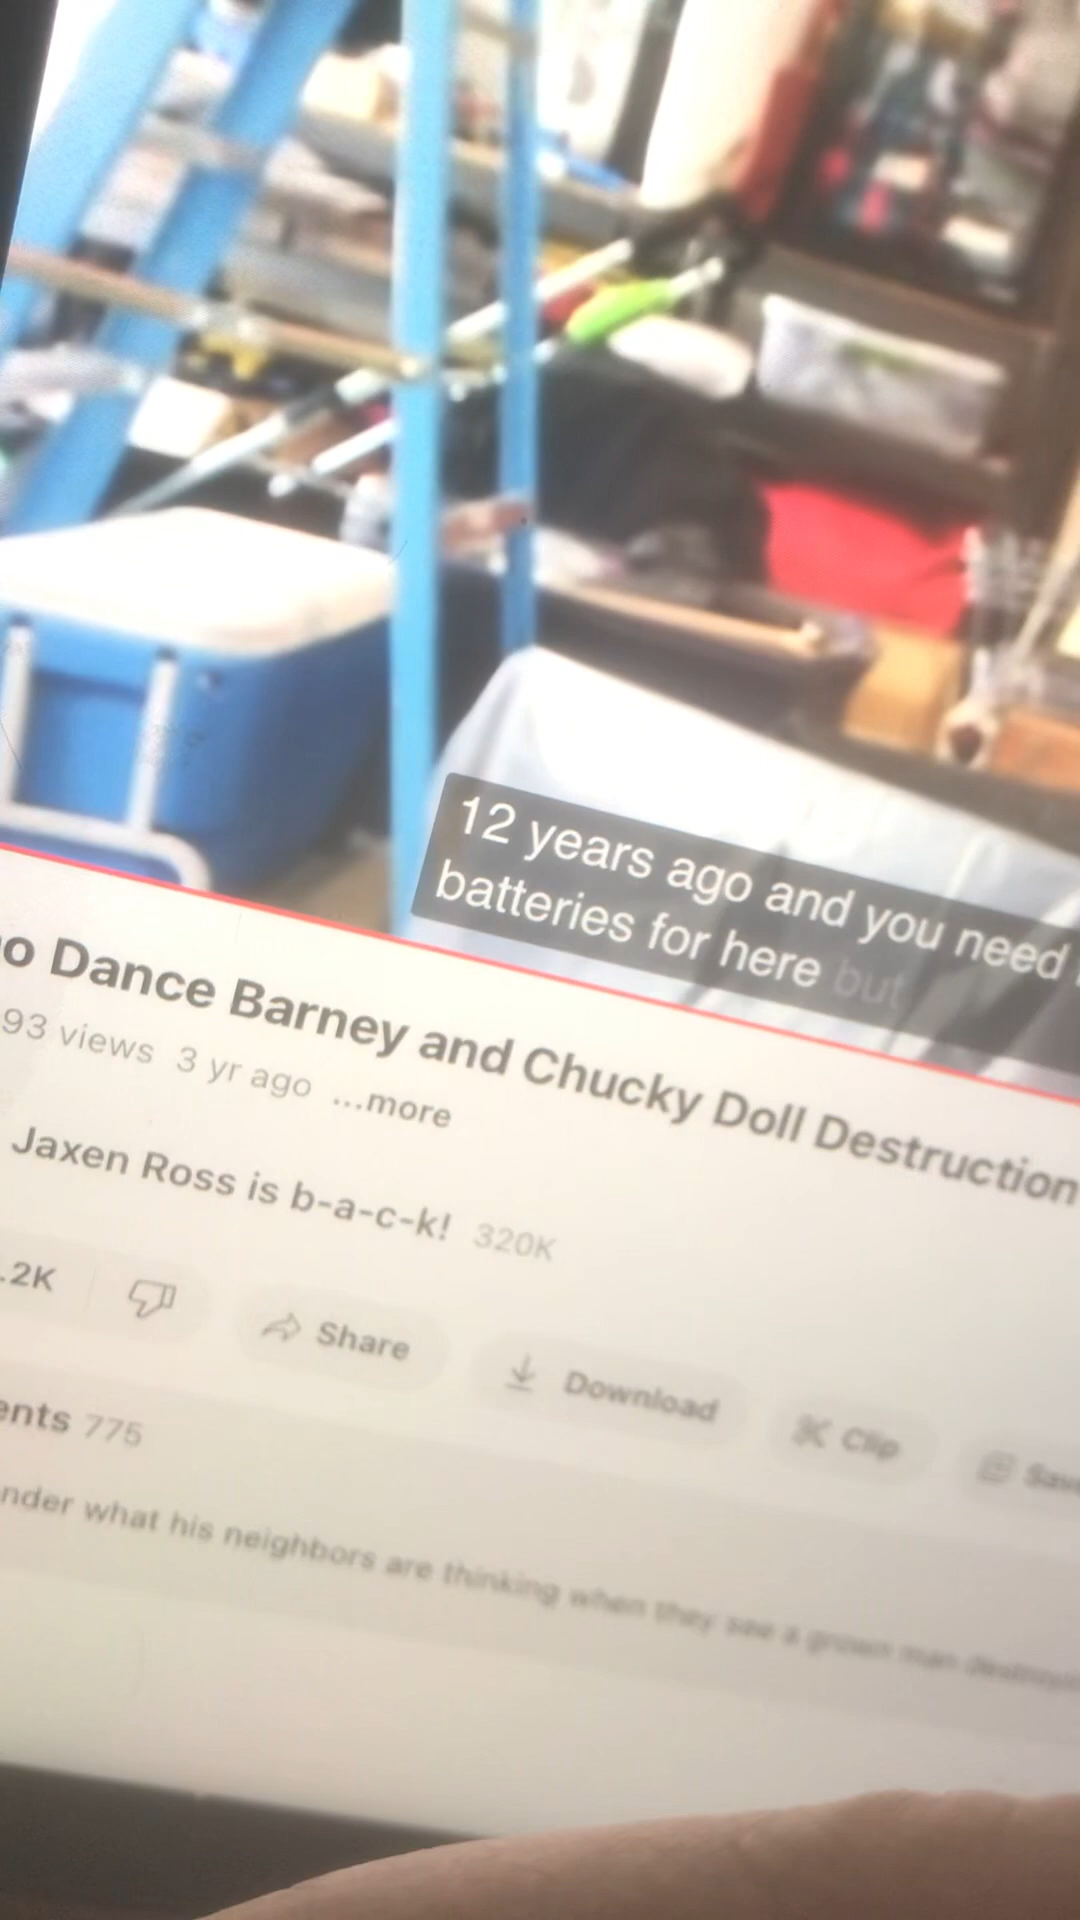 12 years ago and you need
batteries for here but
o Dance Barney and Chucky Doll Destruction
93 views 3 yr ago ...more
Jaxen Ross is b-a-c-k! 320K
.2K
Share
Download
Clip
Save
ents 775
nder what his neighbors are thinking when they see a grown man